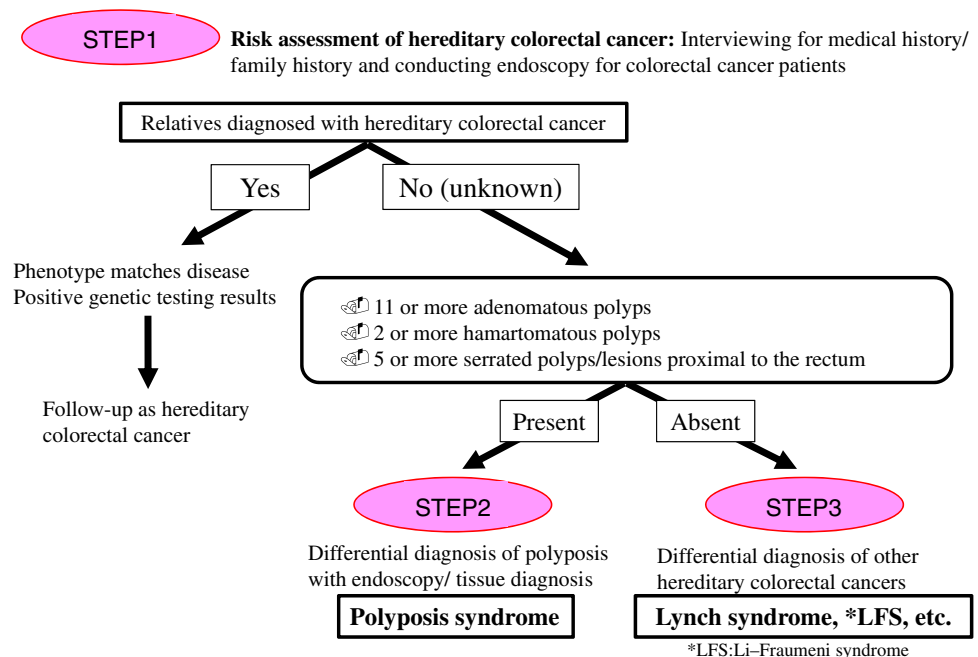 STEP1
Risk assessment of hereditary colorectal cancer: Interviewing for medical history/
family history and conducting endoscopy for colorectal cancer patients
Relatives diagnosed with hereditary colorectal cancer
Yes
No (unknown)
Phenotype matches disease
Positive genetic testing results
11 or more adenomatous polyps
2 or more hamartomatous polyps
5 or more serrated polyps/lesions proximal to the rectum
Follow-up as hereditary
colorectal cancer
Present
Absent
STEP2
STEP3
Differential diagnosis of polyposis
with endoscopy/ tissue diagnosis
Polyposis syndrome
Differential diagnosis of other
hereditary colorectal cancers
Lynch syndrome, *LFS, etc.
*LFS:Li–Fraumeni syndrome